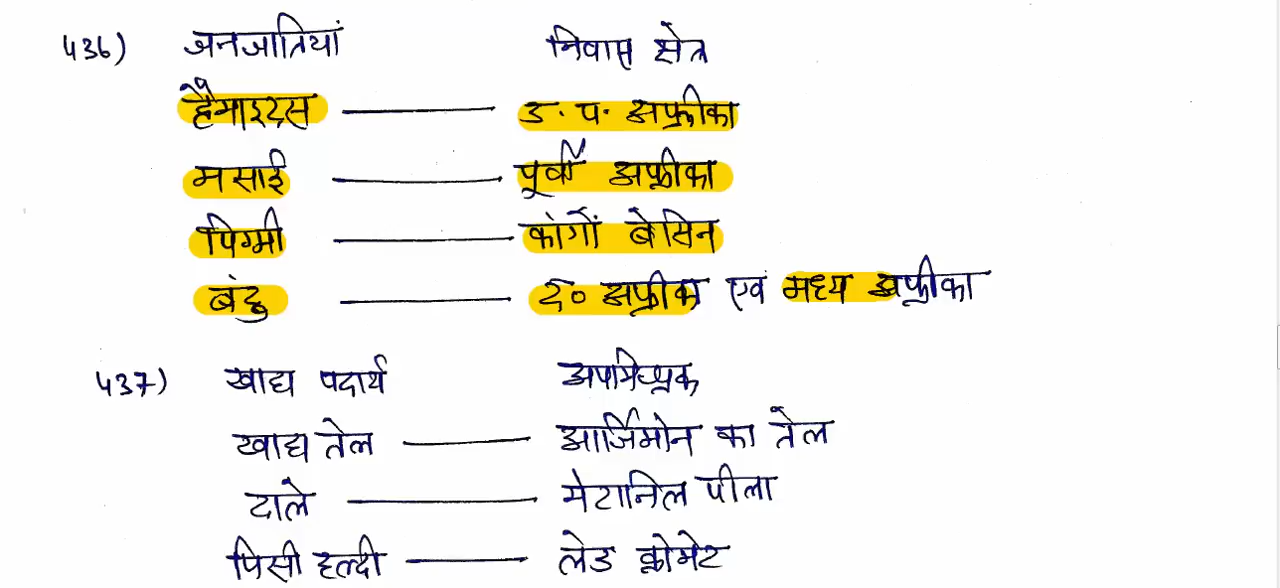 436) जनजातियां निवास क्षेत्र
हैमाइट्स — उ. प. अफ्रीका
मसाई — पूर्वी अफ्रीका
पिग्मी — कांगों बेसिन
बंटु — द० अफ्रीका एवं मध्य अफ्रीका
437) खाद्य पदार्थ अपमिश्रक
खाद्य तेल — आर्जिमोन का तेल
दाले — मेटानिल पीला
पिसी हल्दी — लेड क्रोमेट